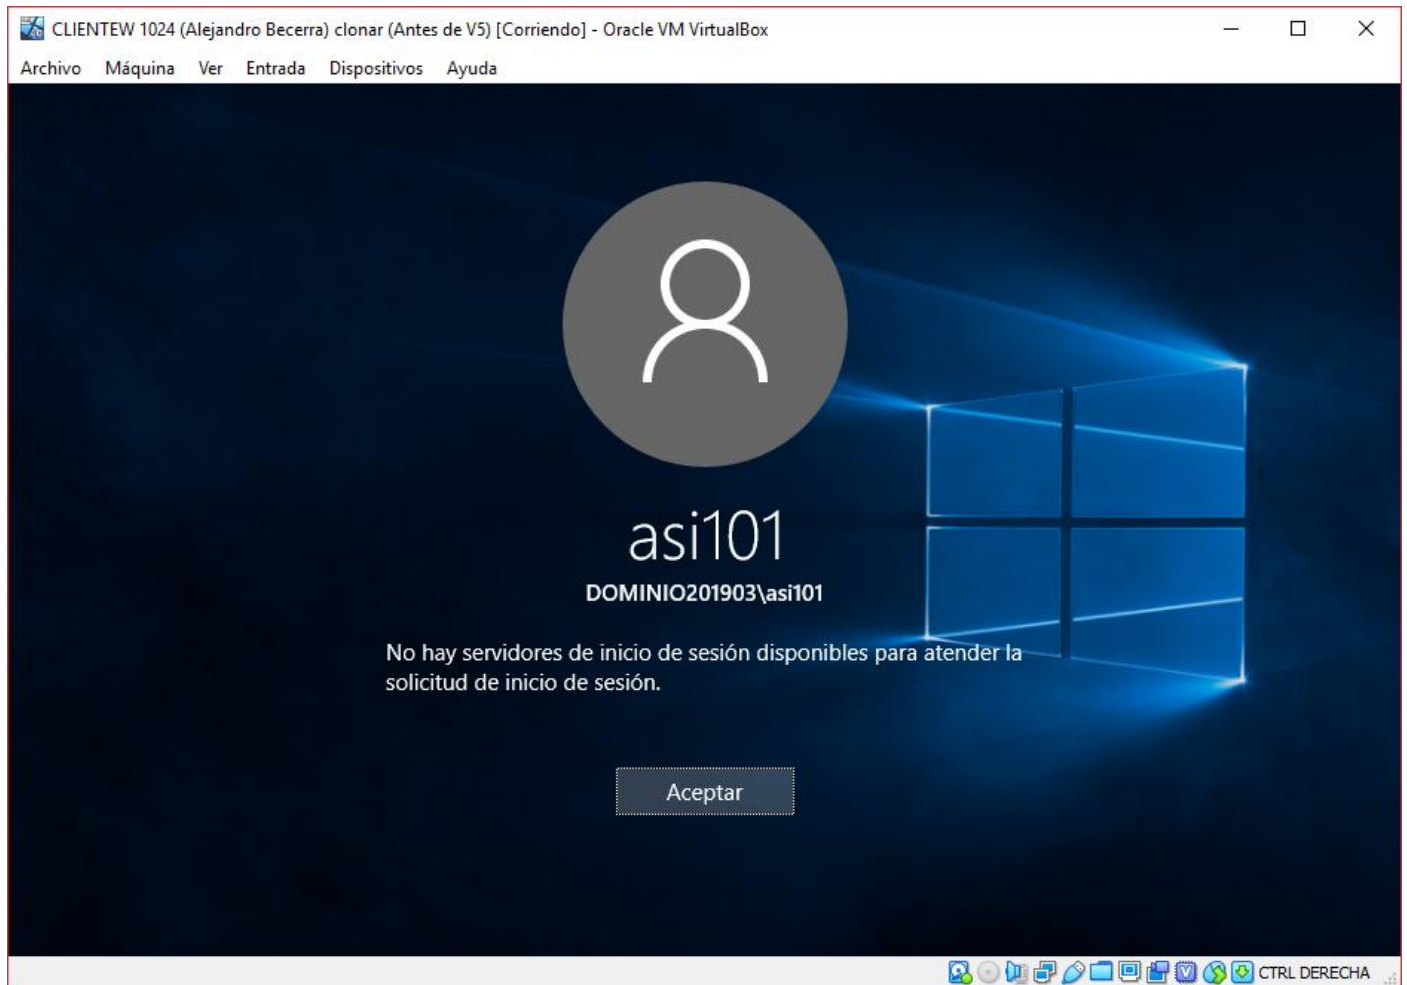 CLIENTEW 1024 (Alejandro Becerra) clonar (Antes de V5) [Corriendo] - Oracle VM VirtualBox
Archivo Máquina Ver Entrada Dispositivos Ayuda
asi101
DOMINIO201903\asi101
No hay servidores de inicio de sesión disponibles para atender la
solicitud de inicio de sesión.
Aceptar
CTRL DERECHA